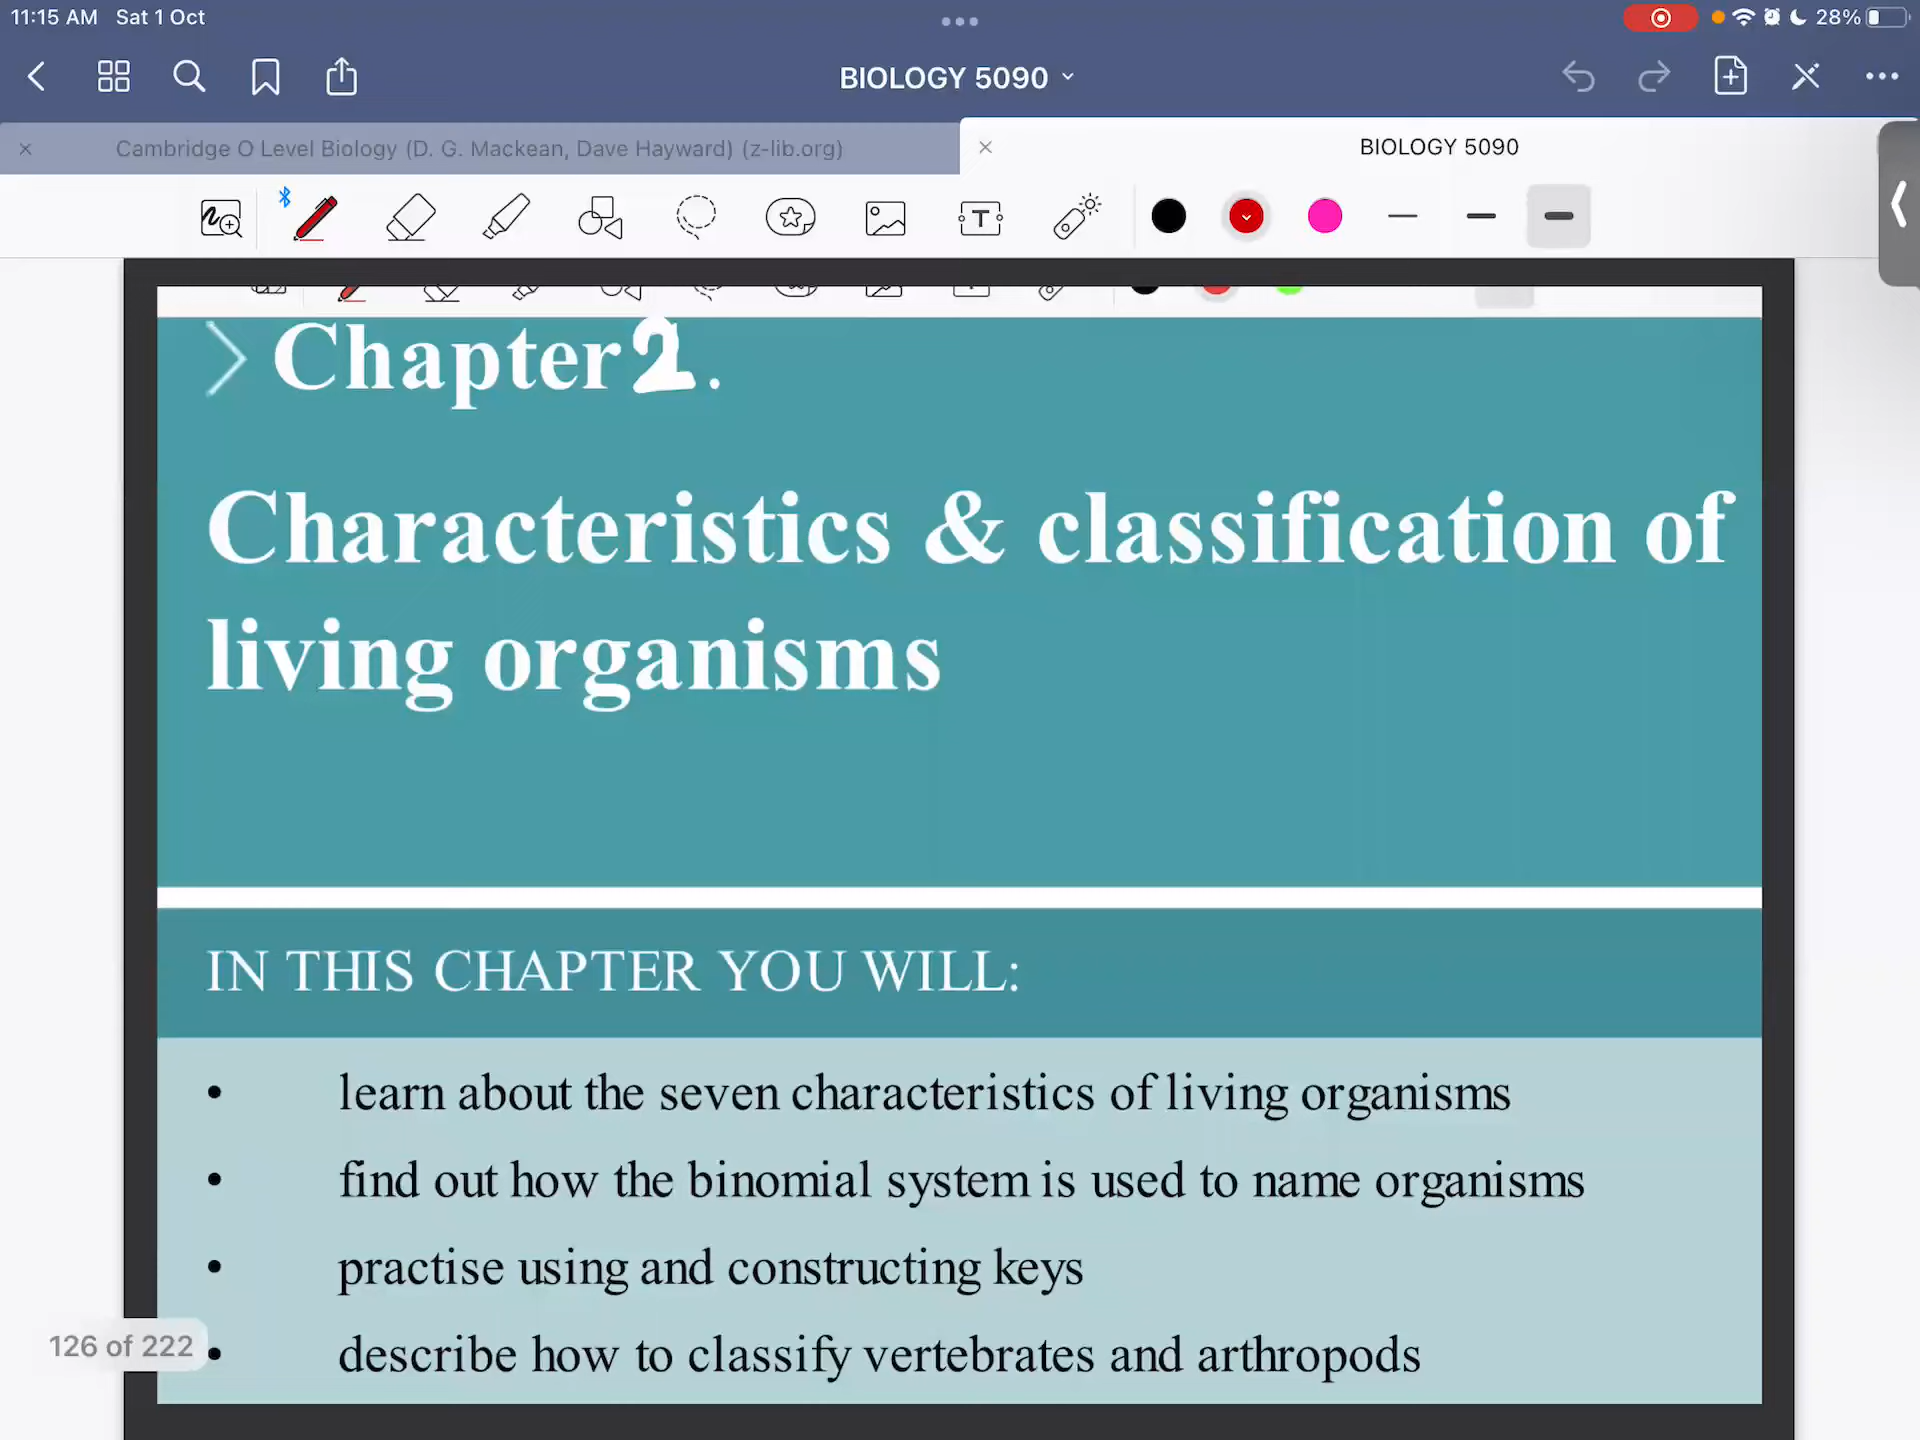 11:15 AM Sat 1 Oct
28%
BIOLOGY 5090
Cambridge O Level Biology (D. G. Mackean, Dave Hayward) (z-lib.org)
BIOLOGY 5090
T
Chapter 2.
Characteristics & classification of
living organisms
IN THIS CHAPTER YOU WILL:
• learn about the seven characteristics of living organisms
• find out how the binomial system is used to name organisms
• practise using and constructing keys
• describe how to classify vertebrates and arthropods
126 of 222